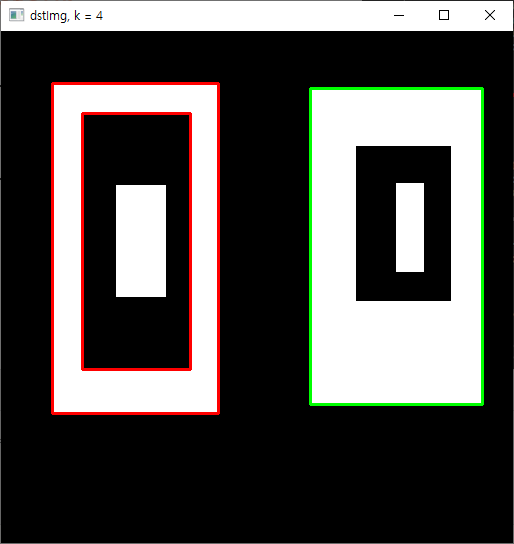 dstImg, k = 4